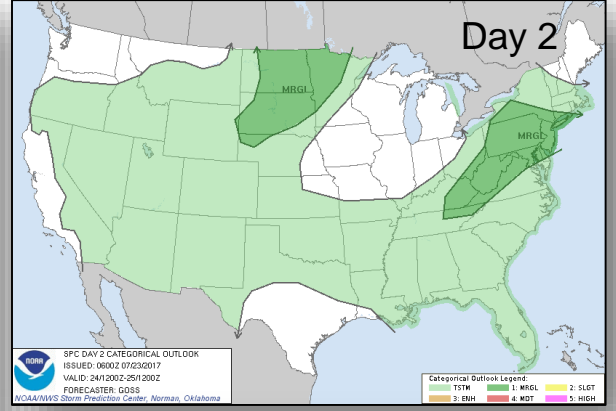 Day 2
MRGL
MRGL
NOAA
SPC DAY 2 CATEGORICAL OUTLOOK
ISSUED: 0600Z 07/23/2017
VALID: 24/1200Z-25/1200Z
FORECASTER: GOSS
NOAA/NWS Storm Prediction Center, Norman, Oklahoma
Categorical Outlook Legend:
TSTM 1: MRGL 2: SLGT
3: ENH 4: MDT 5: HIGH